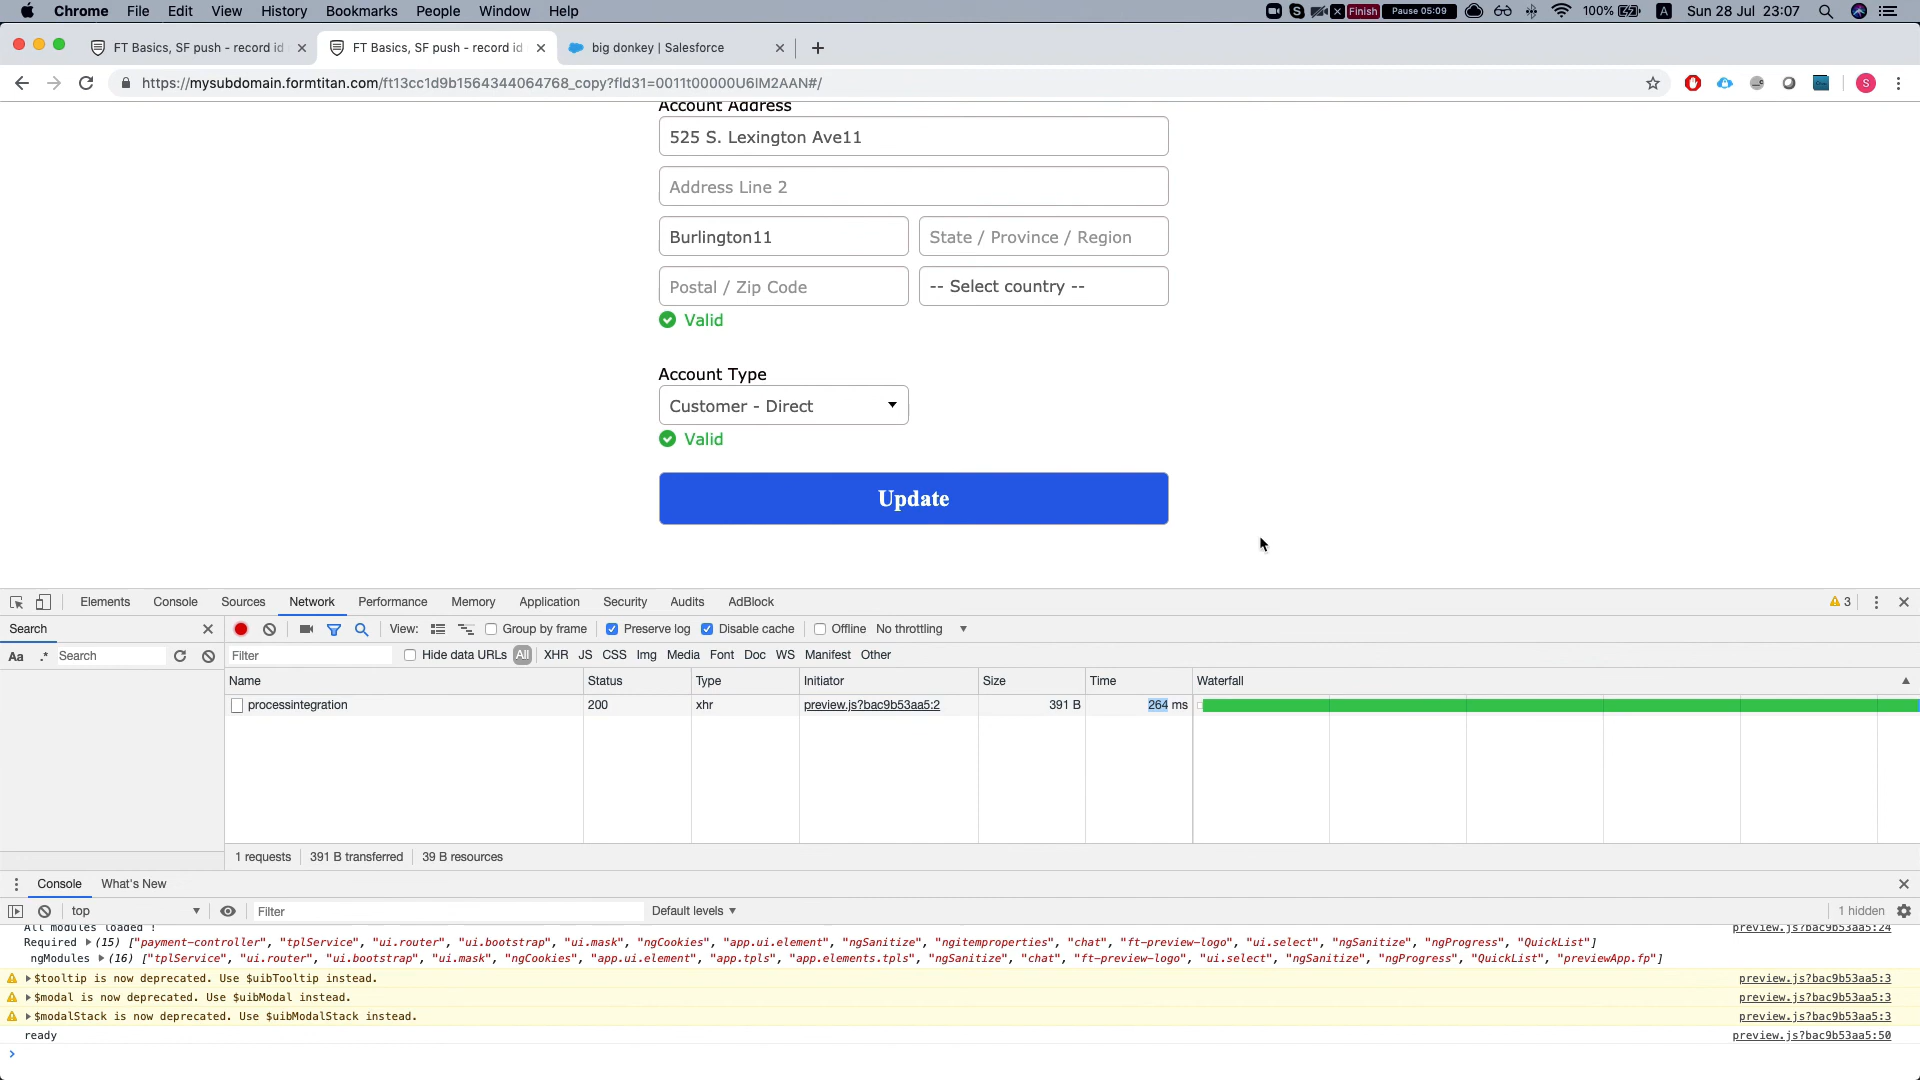 Chrome File Edit View History Bookmarks People Window Help Finish Pause 05:09 100% A Sun 28 Jul 23:07
FT Basics, SF push - record id FT Basics, SF push - record id big donkey | Salesforce
https://mysubdomain.formtitan.com/ft13cc1d9b1564344064768_copy?fld31=0011t00000U6lM2AAN#/ S
Account Address
525 S. Lexington Ave11
Address Line 2
Burlington11 State / Province / Region
Postal / Zip Code -- Select country --
Valid
Account Type
Customer - Direct
Valid
Update
Elements Console Sources Network Performance Memory Application Security Audits AdBlock 3
Search View: Group by frame Preserve log Disable cache Offline No throttling
Aa .* Search Filter Hide data URLs All XHR JS CSS Img Media Font Doc WS Manifest Other
Name Status Type Initiator Size Time Waterfall
processintegration 200 xhr preview.js?bac9b53aa5:2 391 B 264 ms
1 requests 391 B transferred 39 B resources
Console What's New
top Filter Default levels 1 hidden
All modules loaded ! preview.js?bac9b53aa5:24
Required (15) ["payment-controller", "tplService", "ui.router", "ui.bootstrap", "ui.mask", "ngCookies", "app.ui.element", "ngSanitize", "ngitemproperties", "chat", "ft-preview-logo", "ui.select", "ngSanitize", "ngProgress", "QuickList"]
ngModules (16) ["tplService", "ui.router", "ui.bootstrap", "ui.mask", "ngCookies", "app.ui.element", "app.tpls", "app.elements.tpls", "ngSanitize", "chat", "ft-preview-logo", "ui.select", "ngSanitize", "ngProgress", "QuickList", "previewApp.fp"]
$tooltip is now deprecated. Use $uibTooltip instead. preview.js?bac9b53aa5:3
$modal is now deprecated. Use $uibModal instead. preview.js?bac9b53aa5:3
$modalStack is now deprecated. Use $uibModalStack instead. preview.js?bac9b53aa5:3
ready preview.js?bac9b53aa5:50